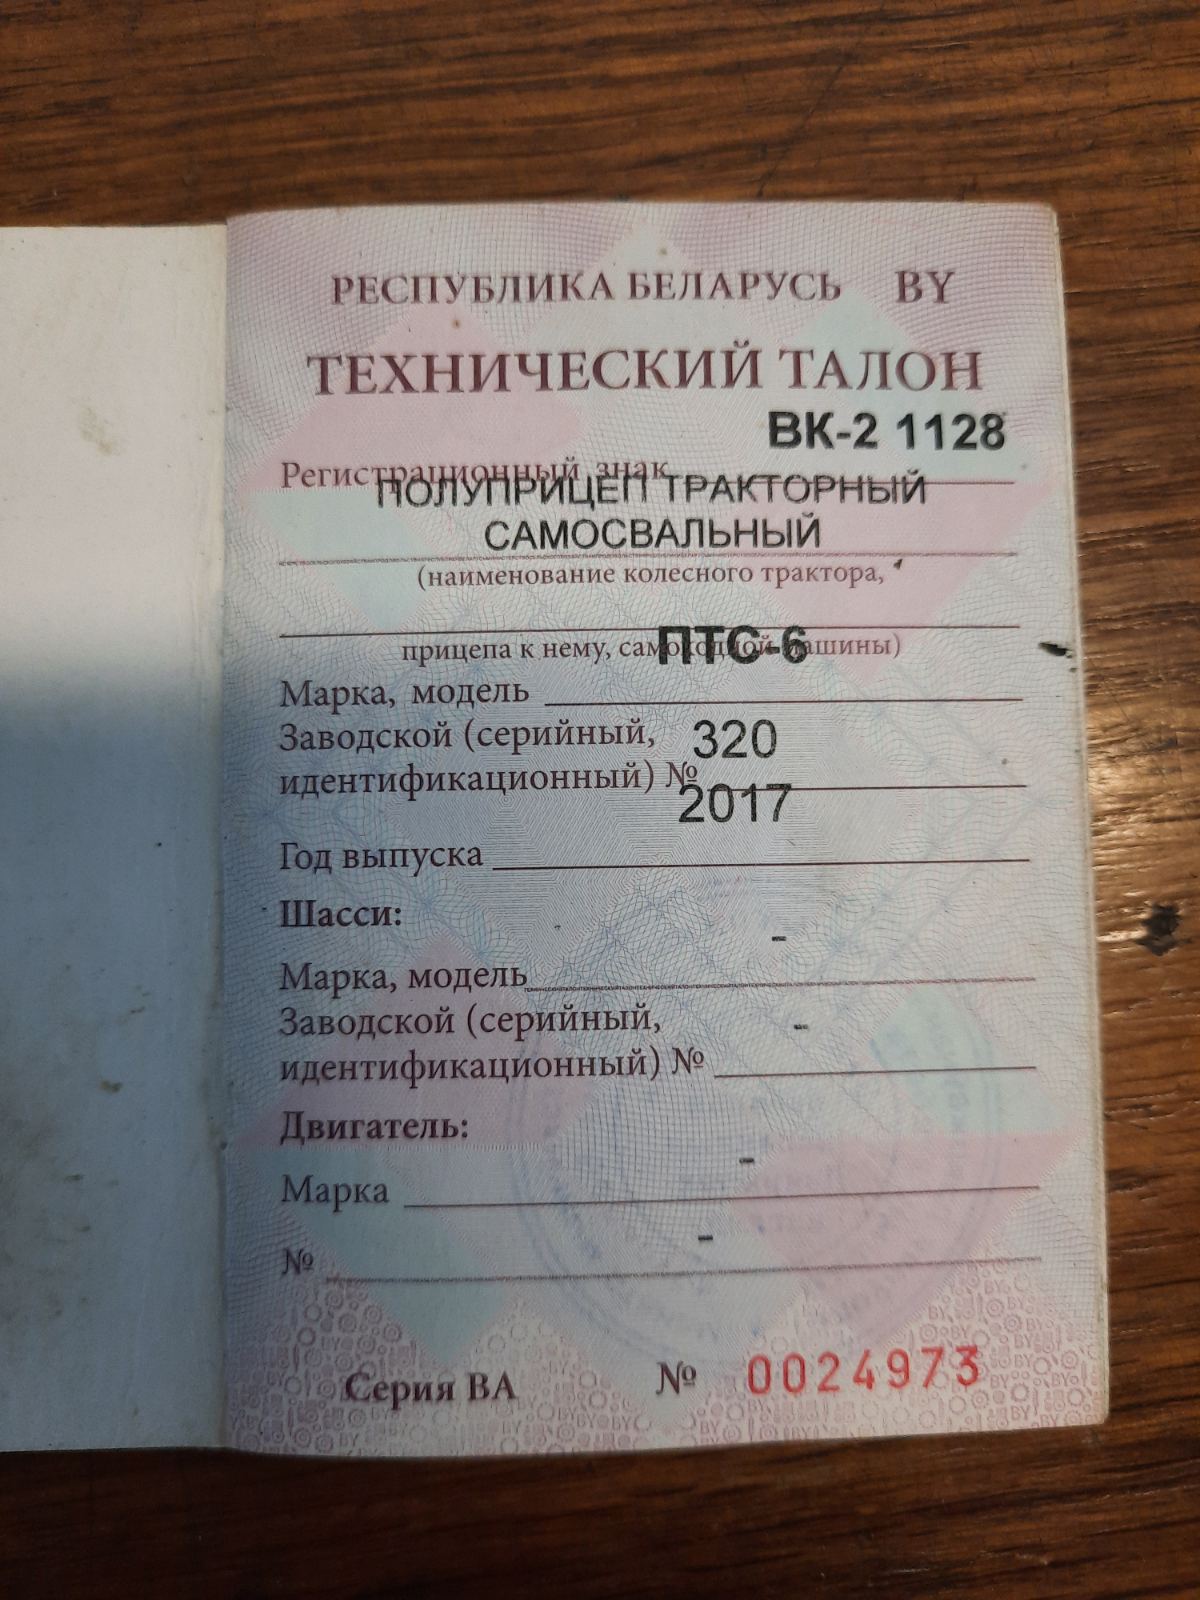 РЕСПУБЛИКА БЕЛАРУСЬ BY
ТЕХНИЧЕСКИЙ ТАЛОН
ВК-2 1128
Регистрационный знак
ПОЛУПРИЦЕП ТРАКТОРНЫЙ
САМОСВАЛЬНЫЙ
(наименование колесного трактора,
прицепа к нему, самоходной машины)
ПТС-6
Марка, модель
Заводской (серийный,
320
идентификационный) №
2017
Год выпуска
Шасси:
-
Марка, модель
Заводской (серийный,
-
идентификационный) №
Двигатель:
-
Марка
-
№
Серия ВА № 0024973